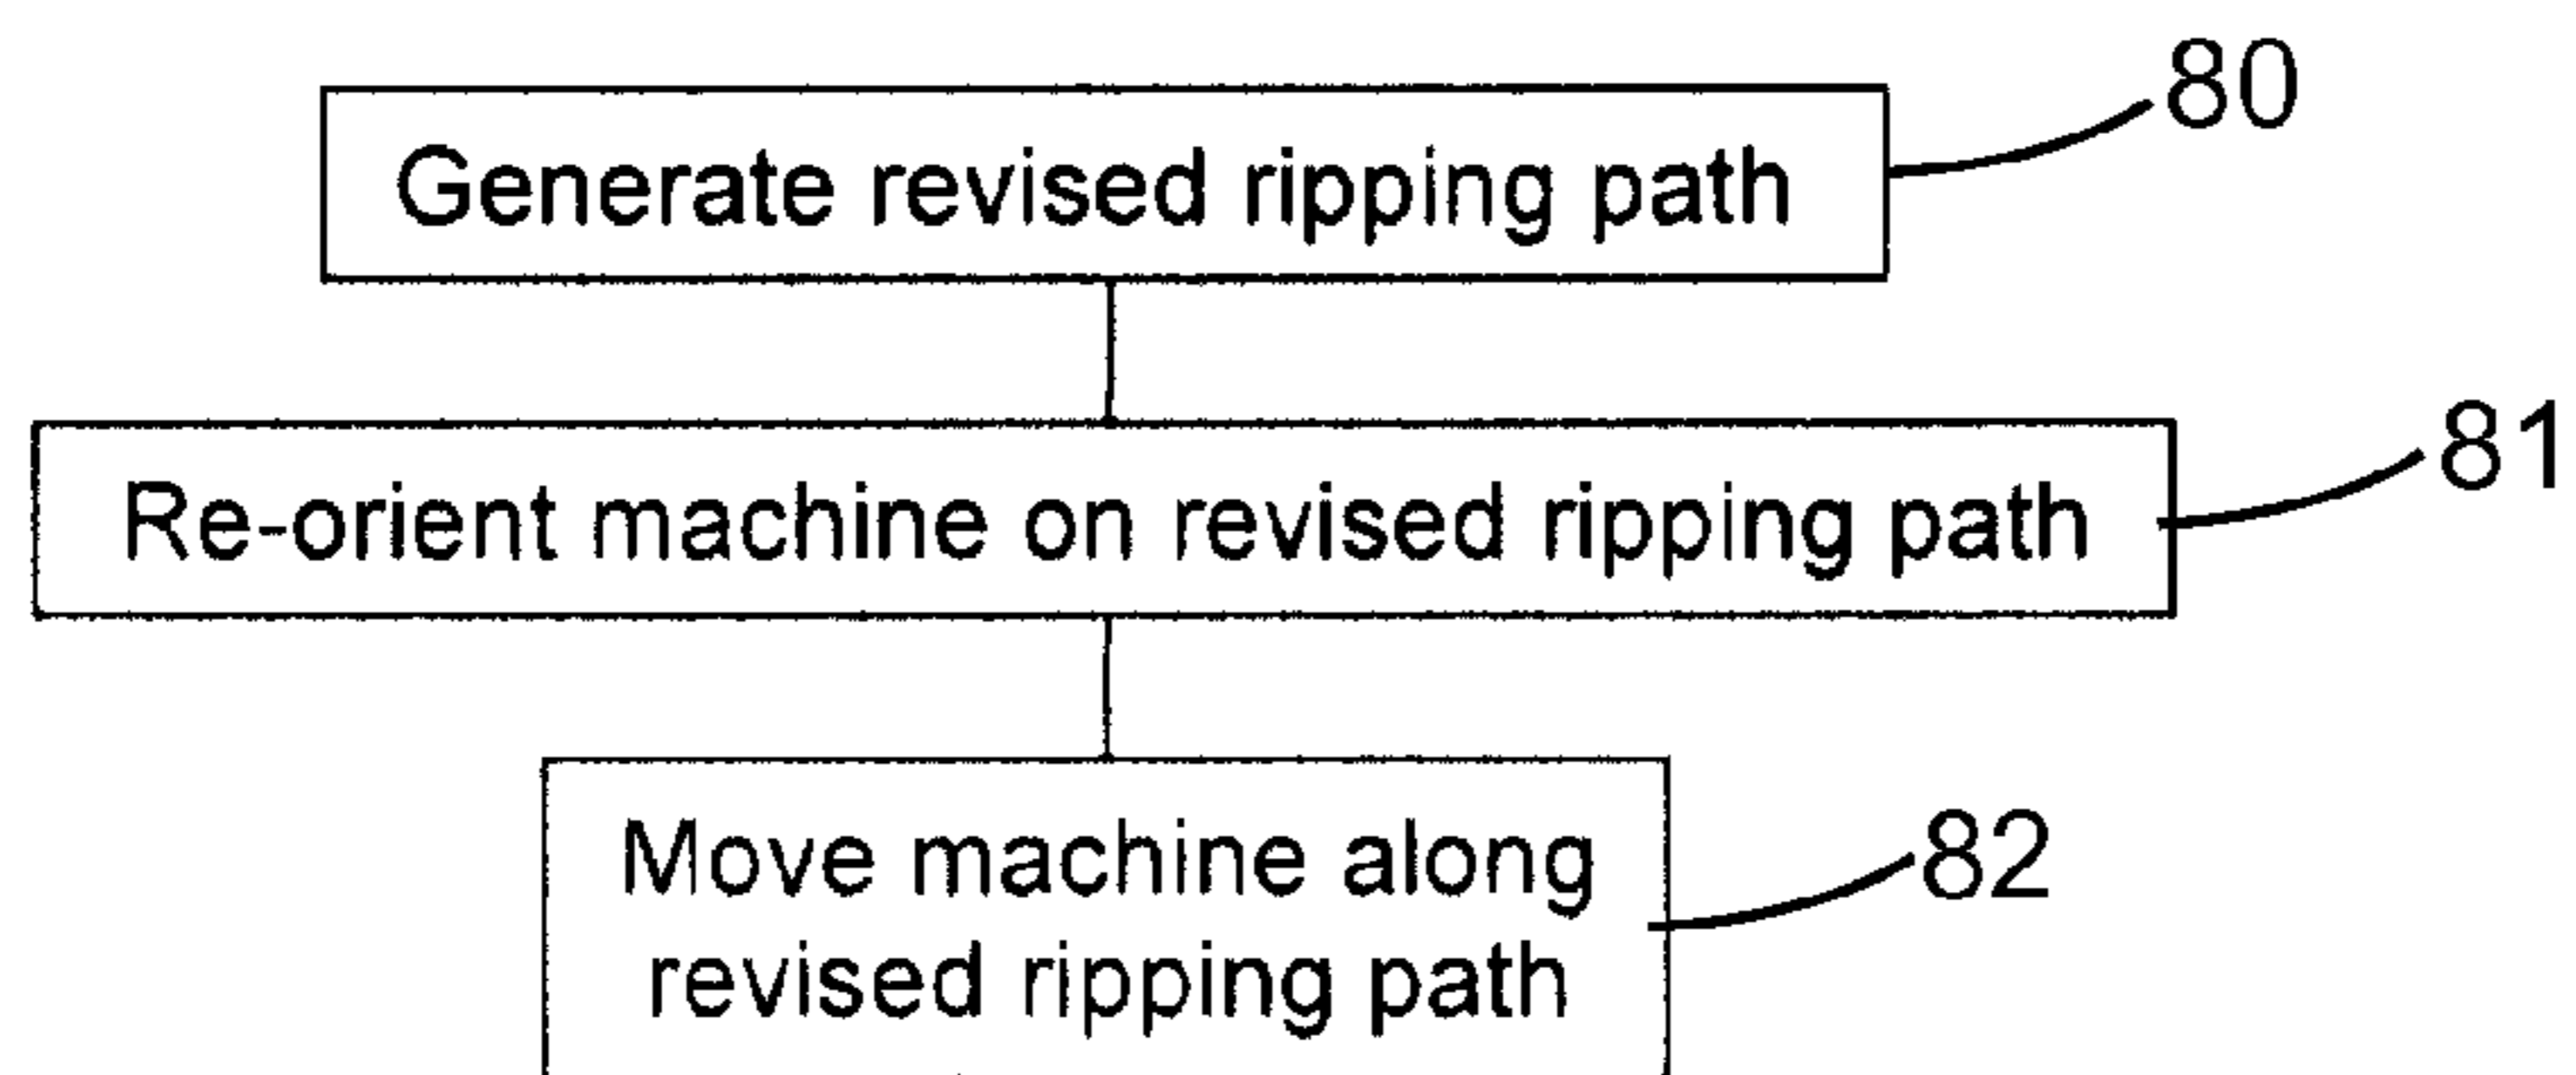 80
Generate revised ripping path
81
Re-orient machine on revised ripping path
82
Move machine along
revised ripping path